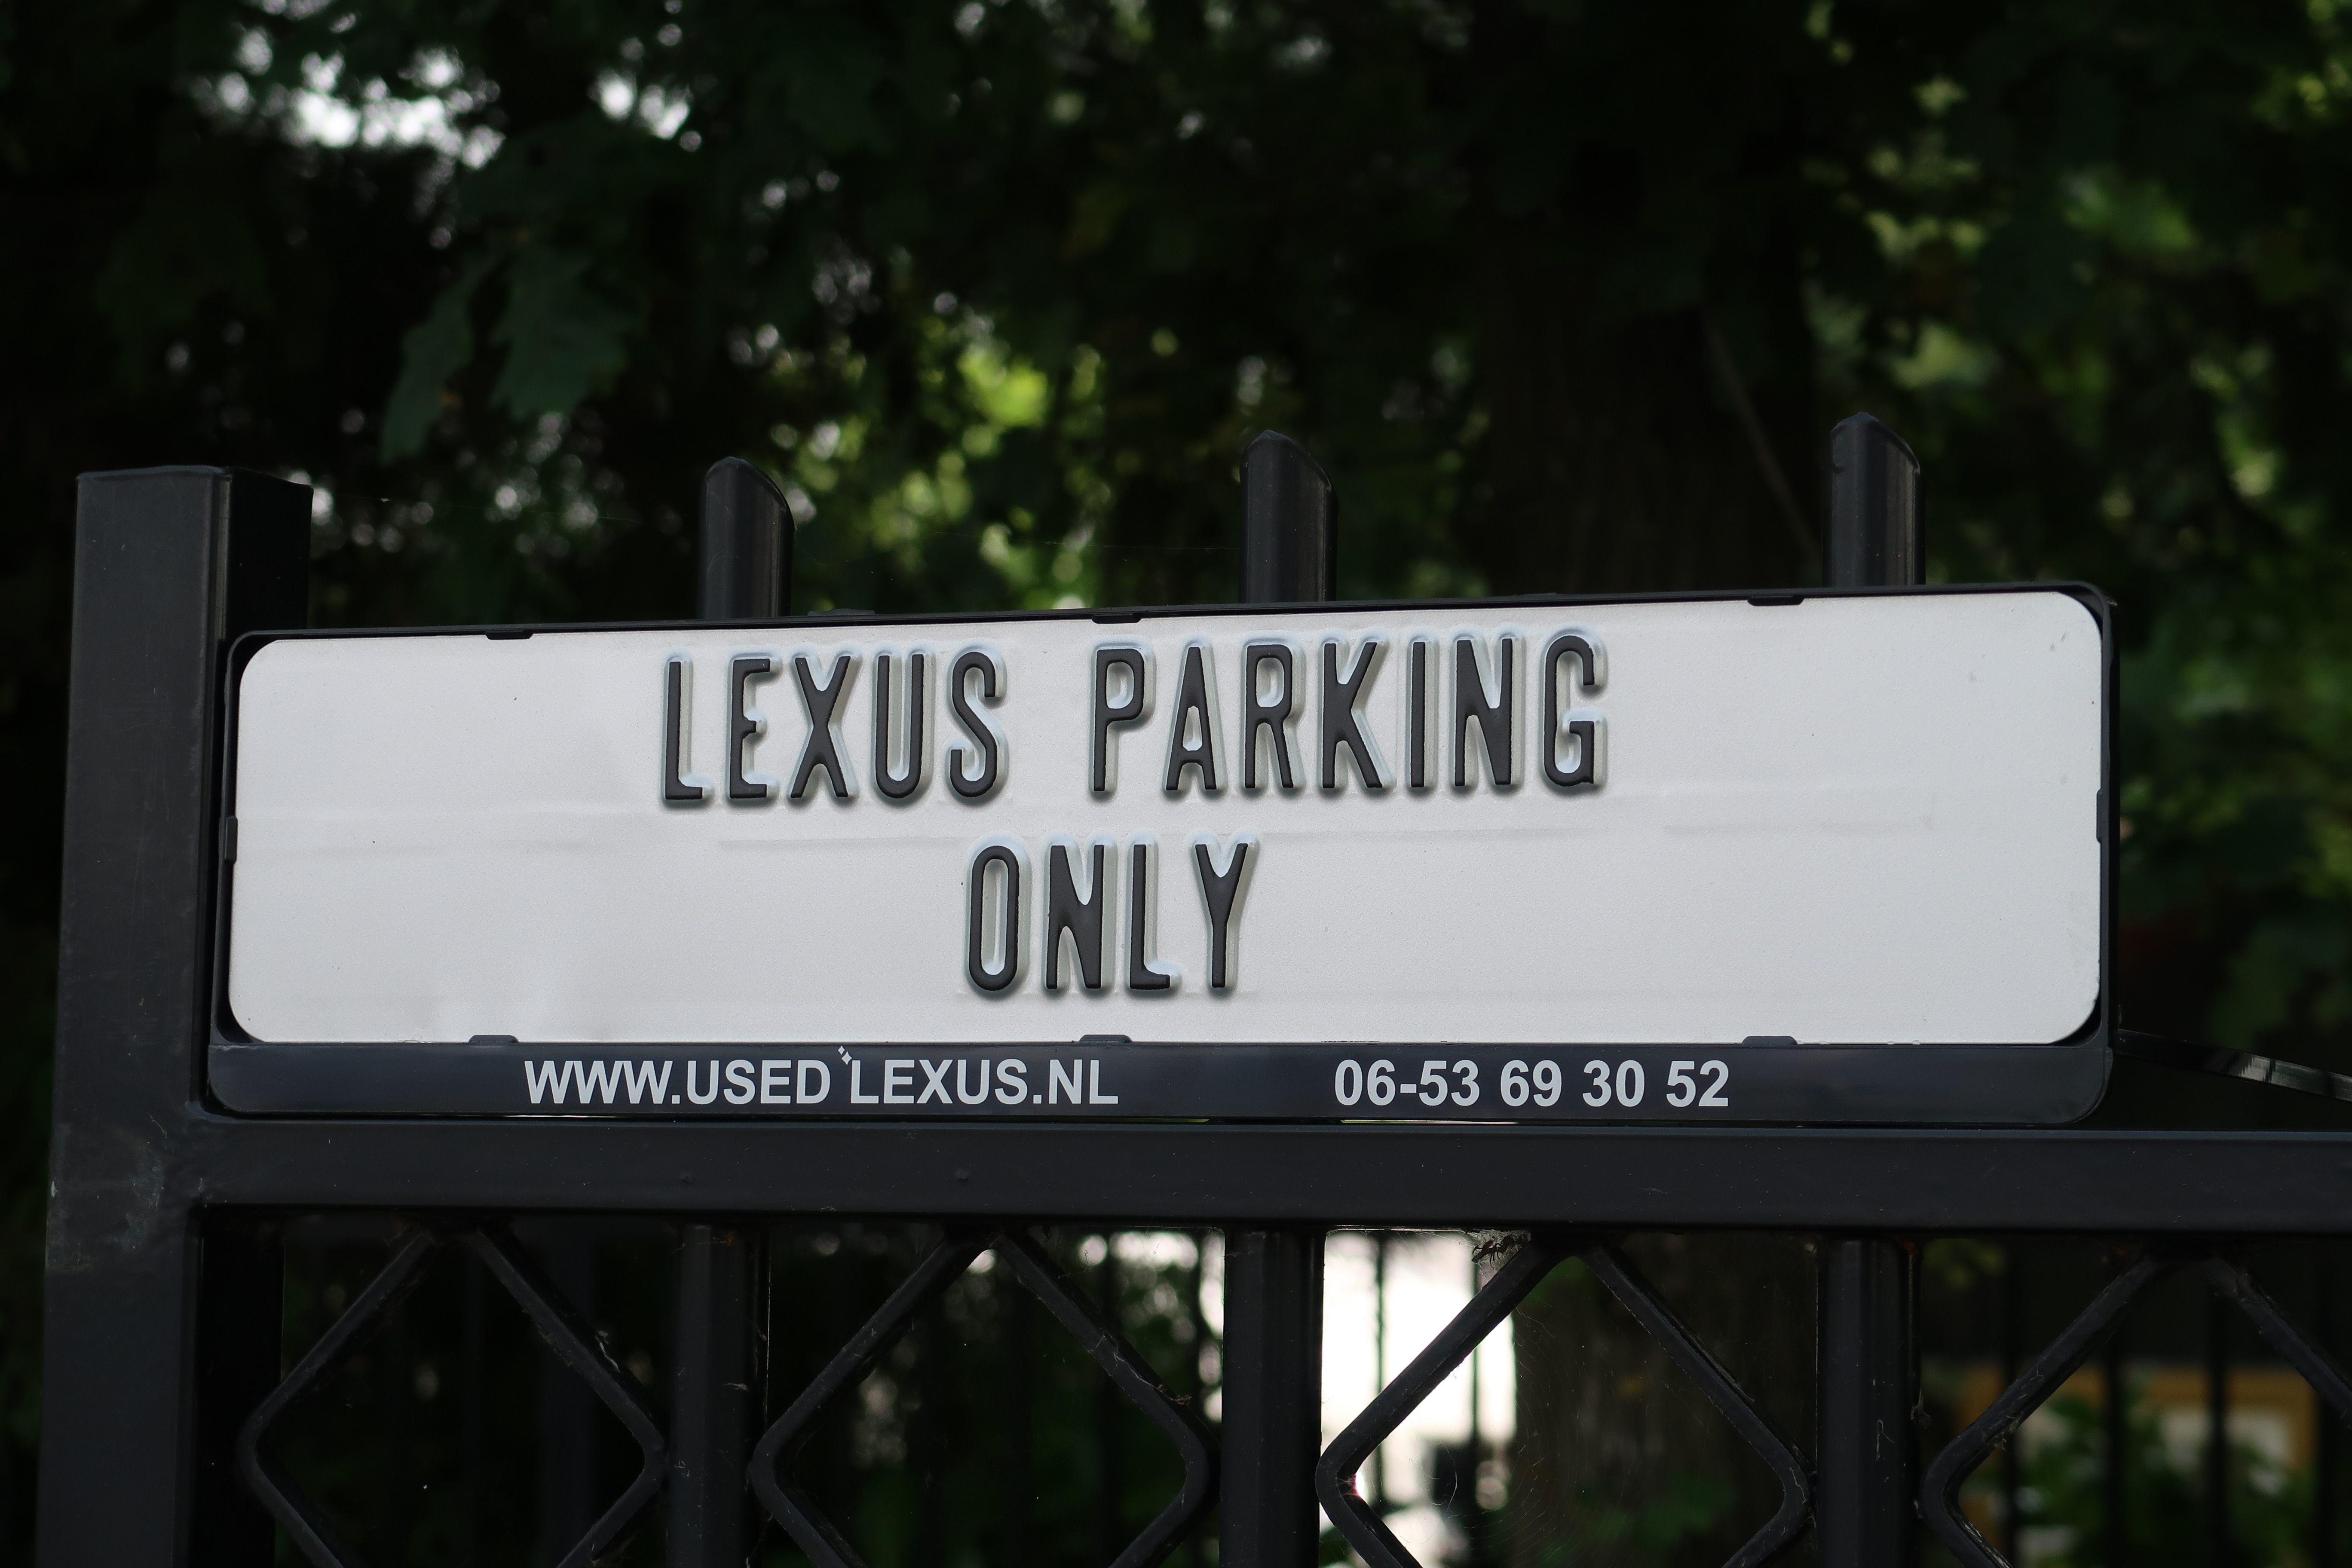 LEXUS PARKING
ONLY
WWW.USED LEXUS.NL 06-53 69 30 52